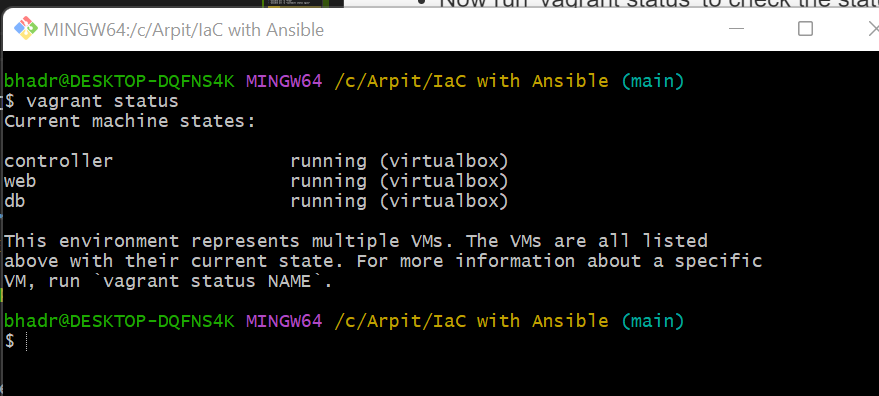 Now run 'vagrant status' to check the stat
MINGW64:/c/Arpit/IaC with Ansible
bhadr@DESKTOP-DQFNS4K MINGW64 /c/Arpit/IaC with Ansible (main)
$ vagrant status
Current machine states:
controller                running (virtualbox)
web                       running (virtualbox)
db                        running (virtualbox)
This environment represents multiple VMs. The VMs are all listed
above with their current state. For more information about a specific
VM, run `vagrant status NAME`.
bhadr@DESKTOP-DQFNS4K MINGW64 /c/Arpit/IaC with Ansible (main)
$